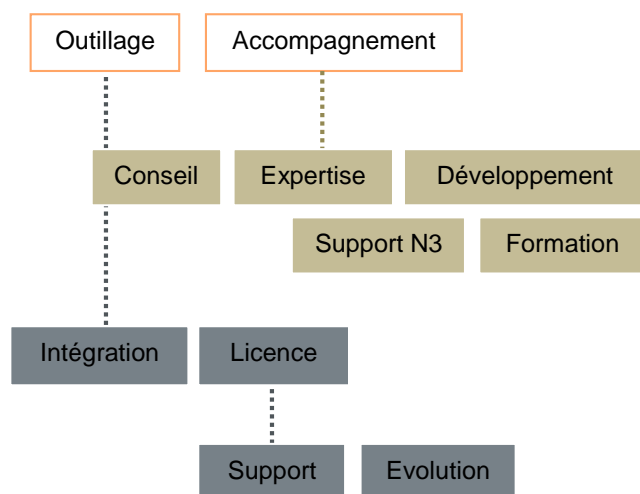 Outillage
Accompagnement
Conseil
Expertise
Développement
Support N3
Formation
Intégration
Licence
Support
Evolution